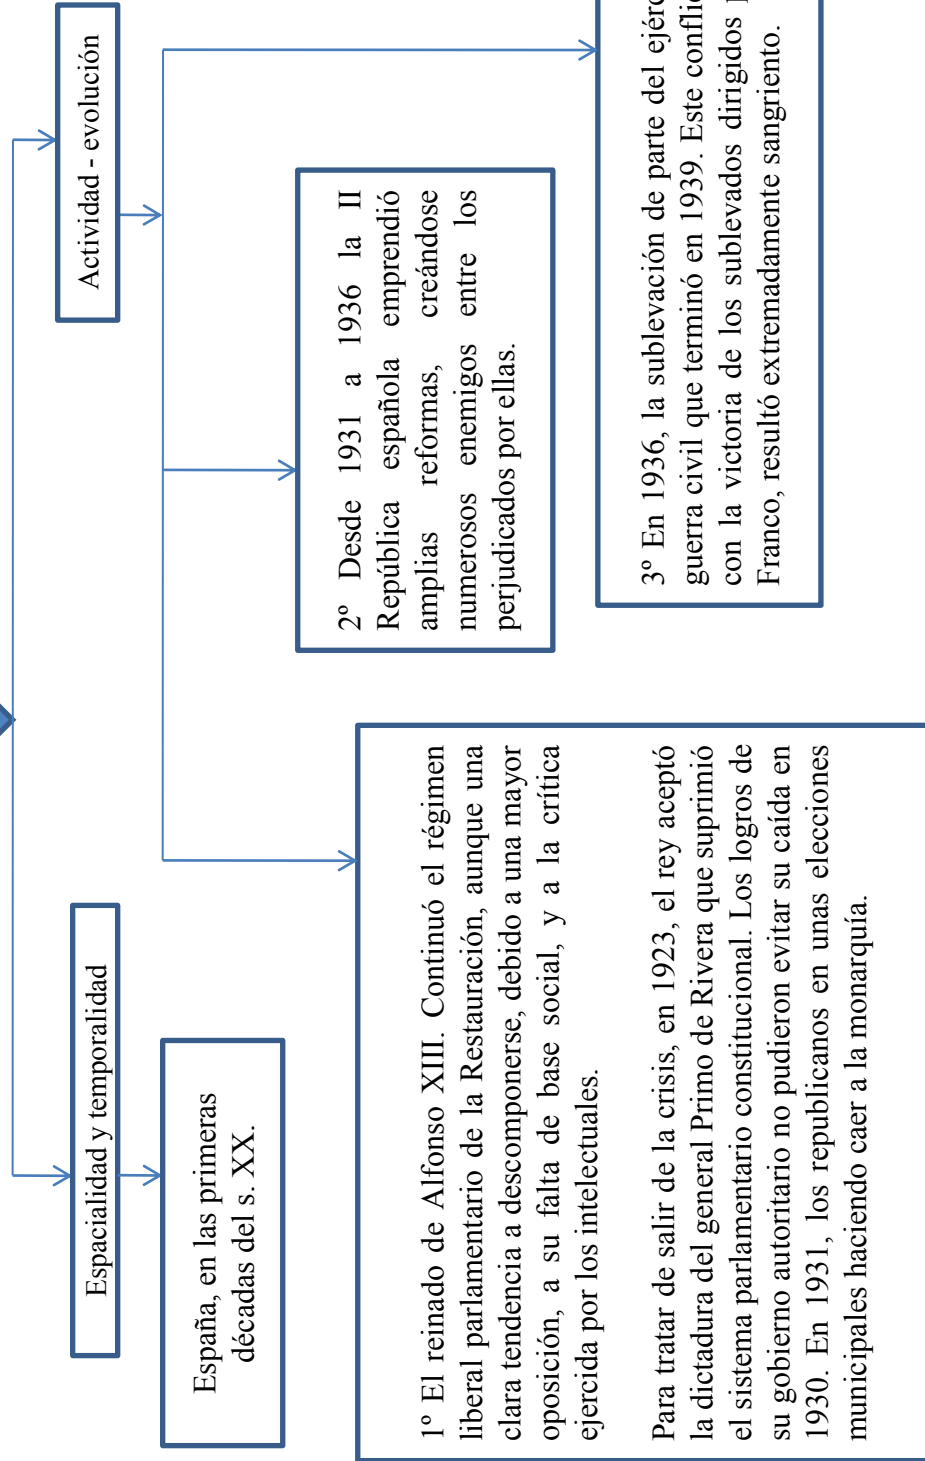 Espacialidad y temporalidad
España, en las primeras
décadas del s. XX.
Actividad - evolución
1º El reinado de Alfonso XIII. Continuó el régimen
liberal parlamentario de la Restauración, aunque una
clara tendencia a descomponerse, debido a una mayor
oposición, a su falta de base social, y a la crítica
ejercida por los intelectuales.
Para tratar de salir de la crisis, en 1923, el rey aceptó
la dictadura del general Primo de Rivera que suprimió
el sistema parlamentario constitucional. Los logros de
su gobierno autoritario no pudieron evitar su caída en
1930. En 1931, los republicanos en unas elecciones
municipales haciendo caer a la monarquía.
2º Desde 1931 a 1936 la II
República española emprendió
amplias reformas, creándose
numerosos enemigos entre los
perjudicados por ellas.
3º En 1936, la sublevación de parte del
guerra civil que terminó en 1939. Este
con la victoria de los sublevados dirigidos
Franco, resultó extremadamente sangriento.